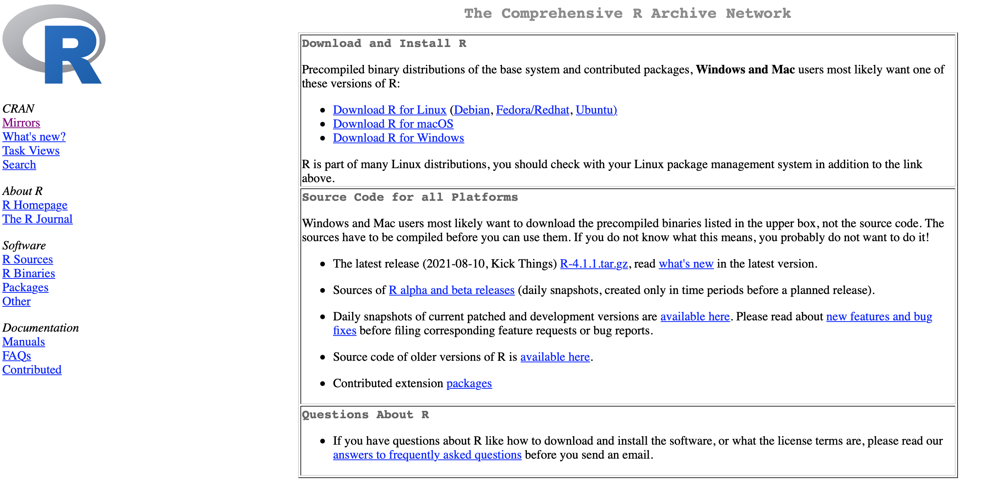 R
CRAN
Mirrors
What's new?
Task Views
Search
About R
R Homepage
The R Journal
Software
R Sources
R Binaries
Packages
Other
Documentation
Manuals
FAQs
Contributed
The Comprehensive R Archive Network
Download and Install R
Precompiled binary distributions of the base system and contributed packages, Windows and Mac users most likely want one of
these versions of R:
Download R for Linux (Debian, Fedora/Redhat, Ubuntu)
Download R for macOS
Download R for Windows
R is part of many Linux distributions, you should check with your Linux package management system in addition to the link
above.
Source Code for all Platforms
Windows and Mac users most likely want to download the precompiled binaries listed in the upper box, not the source code. The
sources have to be compiled before you can use them. If you do not know what this means, you probably do not want to do it!
The latest release (2021-08-10, Kick Things) R-4.1.1.tar.gz, read what's new in the latest version.
Sources of R alpha and beta releases (daily snapshots, created only in time periods before a planned release).
Daily snapshots of current patched and development versions are available here. Please read about new features and bug
fixes before filing corresponding feature requests or bug reports.
Source code of older versions of R is available here.
Contributed extension packages
Questions About R
If you have questions about R like how to download and install the software, or what the license terms are, please read our
answers to frequently asked questions before you send an email.